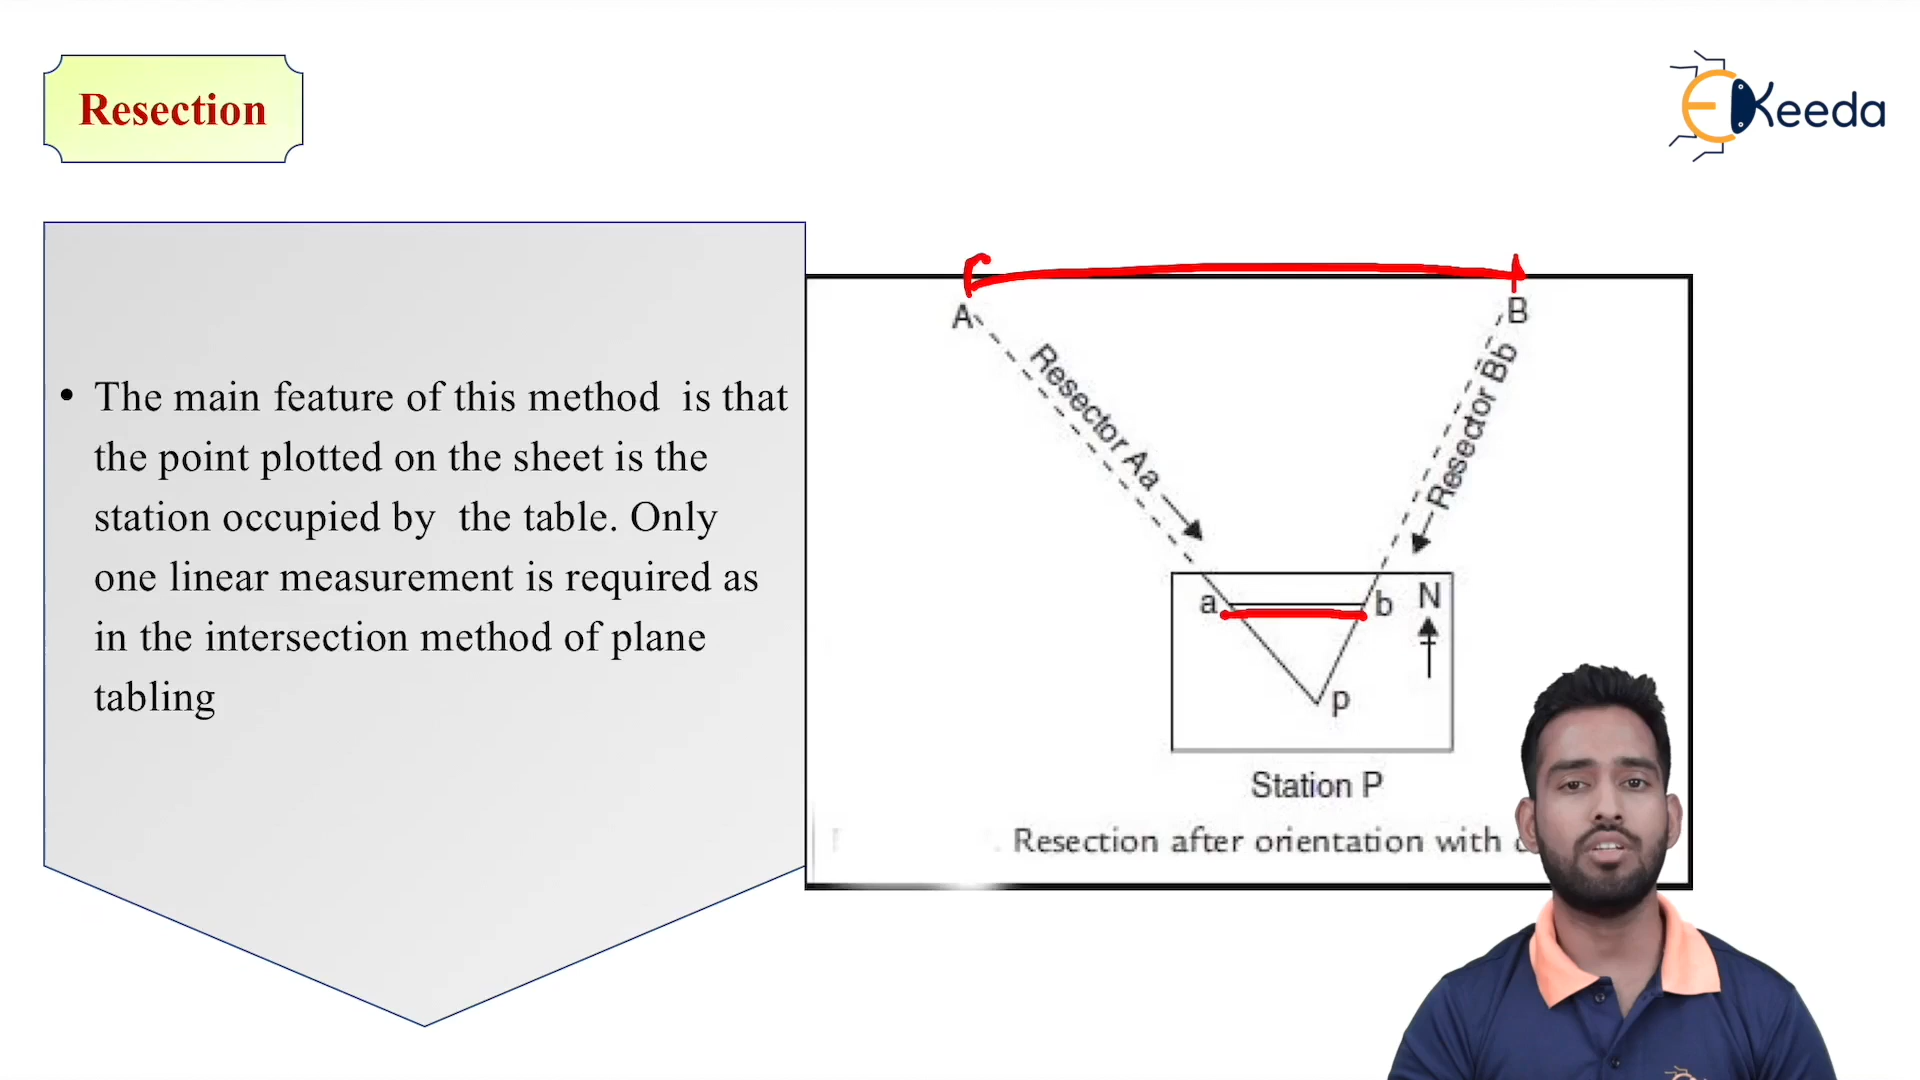 Resection
EKeeda
• The main feature of this method is that
the point plotted on the sheet is the
station occupied by the table. Only
one linear measurement is required as
in the intersection method of plane
tabling
A
B
Resector Aa
Resector Bb
a
b
N
p
Station P
Resection after orientation with